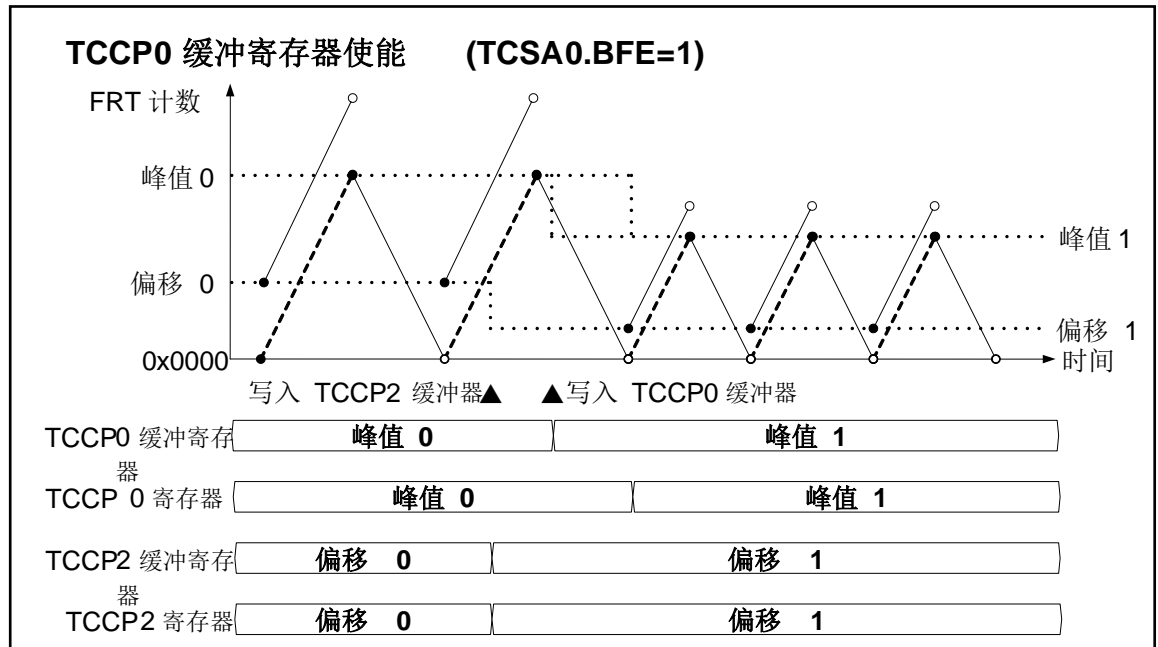 TCCP0 缓冲寄存器使能 (TCSA0.BFE=1)
FRT 计数
峰值 0
峰值 1
偏移 0
偏移 1
0x0000
时间
写入 TCCP2 缓冲器▲ ▲写入 TCCP0 缓冲器
TCCP0 缓冲寄存
器
峰值 0 峰值 1
TCCP 0 寄存器 峰值 0 峰值 1
TCCP2 缓冲寄存
器
偏移 0 偏移 1
TCCP2 寄存器 偏移 0 偏移 1